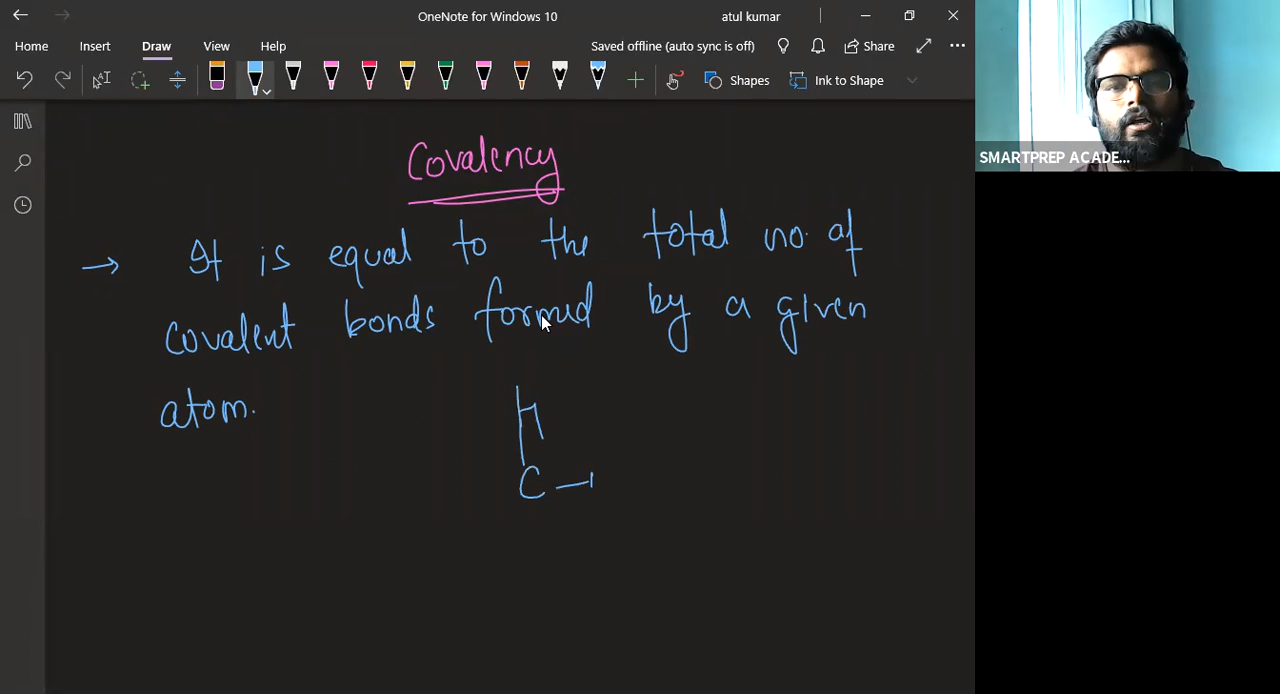 OneNote for Windows 10
atul kumar
Home Insert Draw View Help
Saved offline (auto sync is off)
Share
Shapes
Ink to Shape
SMARTPREP ACADE...
Covalency
→ It is equal to the total no. of
covalent bonds formed by a given
atom.
H
C